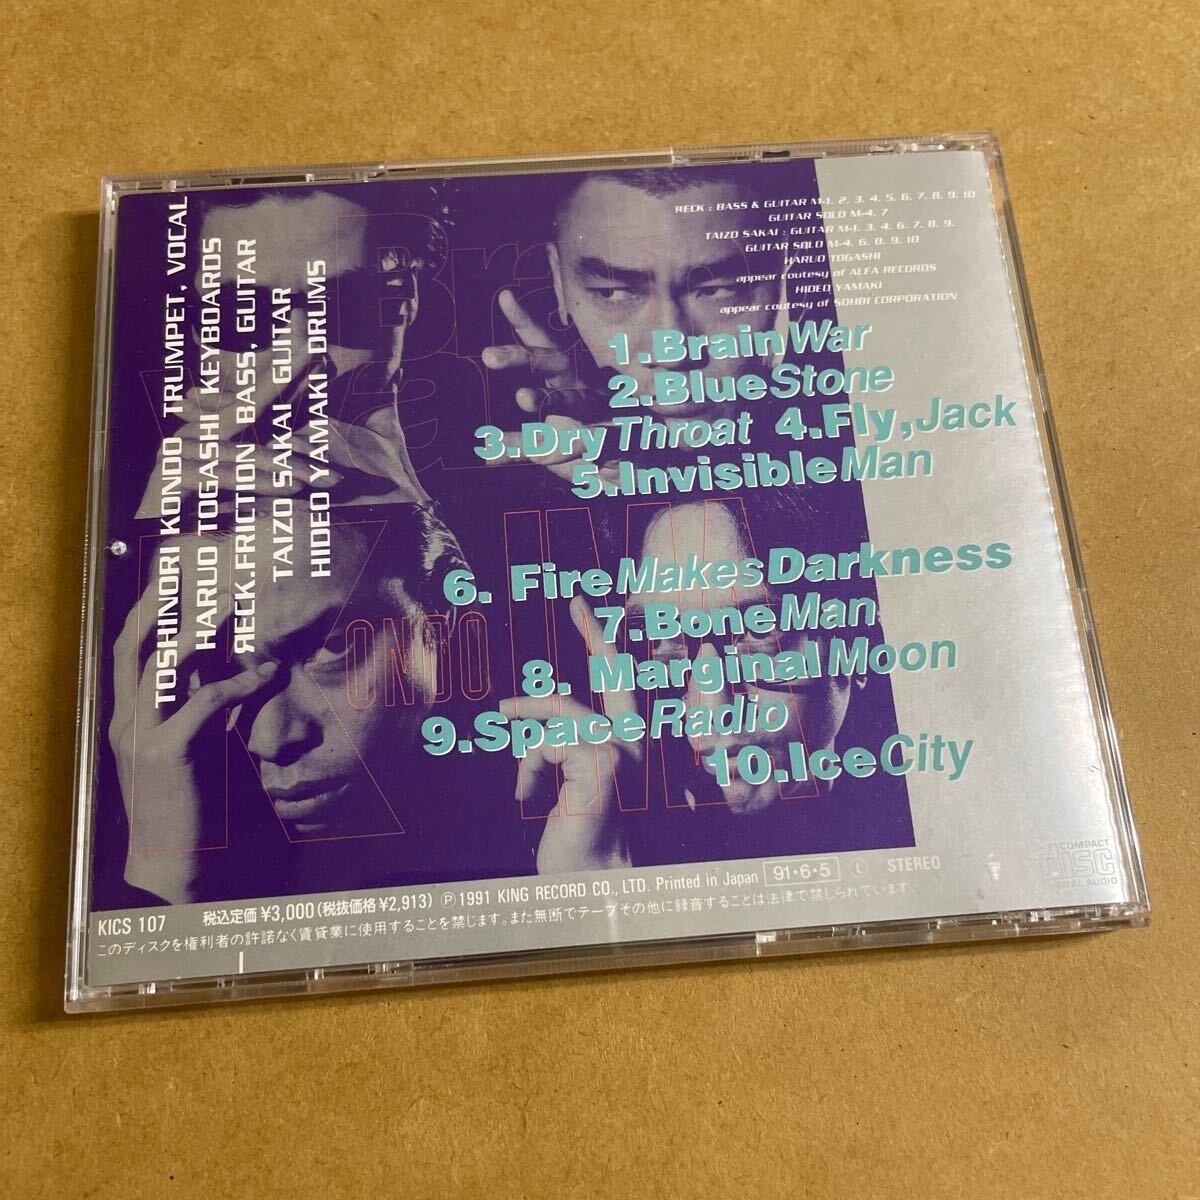 TOSHINORI KONDO TRUMPET, VOCAL
HARUO TOGASHI KEYBOARDS
ЯECK.FRICTION BASS, GUITAR
TAIZO SAKAI GUITAR
HIDEO YAMAKI DRUMS
Brain
War
KONDO IMA
RECK : BASS & GUITAR M-1. 2. 3. 4. 5. 6. 7. 8. 9. 10
GUITAR SOLO M-4. 7
TAIZO SAKAI : GUITAR M-1. 3. 4. 6. 7. 8. 9.
GUITAR SOLO M-4. 6. 8. 9. 10
HARUO TOGASHI
appear coutesy of ALFA RECORDS
HIDEO YAMAKI
appear coutesy of SOHBI CORPORATION
1.BrainWar
2.BlueStone
3.DryThroat 4.Fly,Jack
5.InvisibleMan
6. FireMakesDarkness
7.BoneMan
8. MarginalMoon
9.SpaceRadio
10.IceCity
COMPACT
DISC
DIGITAL AUDIO
KICS 107 税込定価¥3,000(税抜価格¥2,913) Ⓟ1991 KING RECORD CO., LTD. Printed in Japan 91・6・5 Ⓛ STEREO
このディスクを権利者の許諾なく賃貸業に使用することを禁じます。また無断でテープその他に録音することは法律で禁じられています。